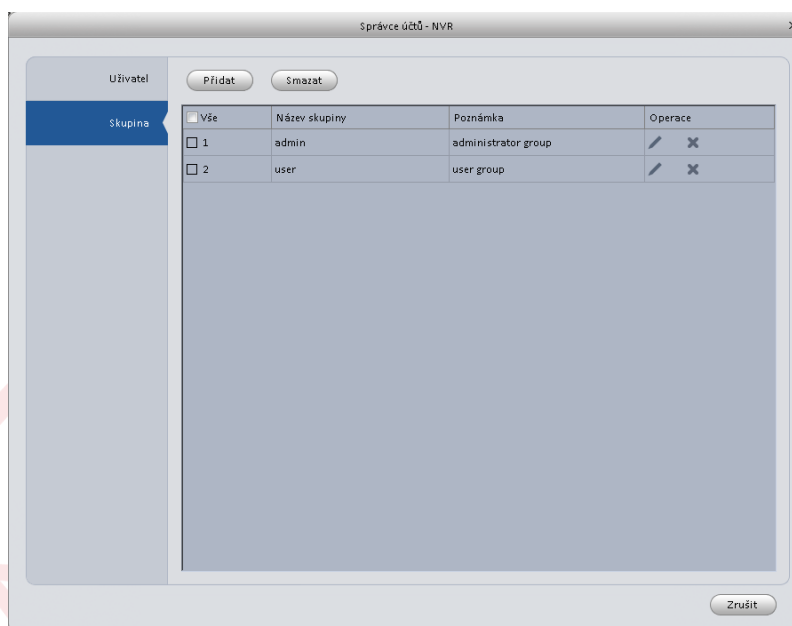 Správce účtů - NVR
Uživatel
Skupina
Přidat Smazat
Vše Název skupiny Poznámka Operace
1 admin administrator group
2 user user group
Zrušit